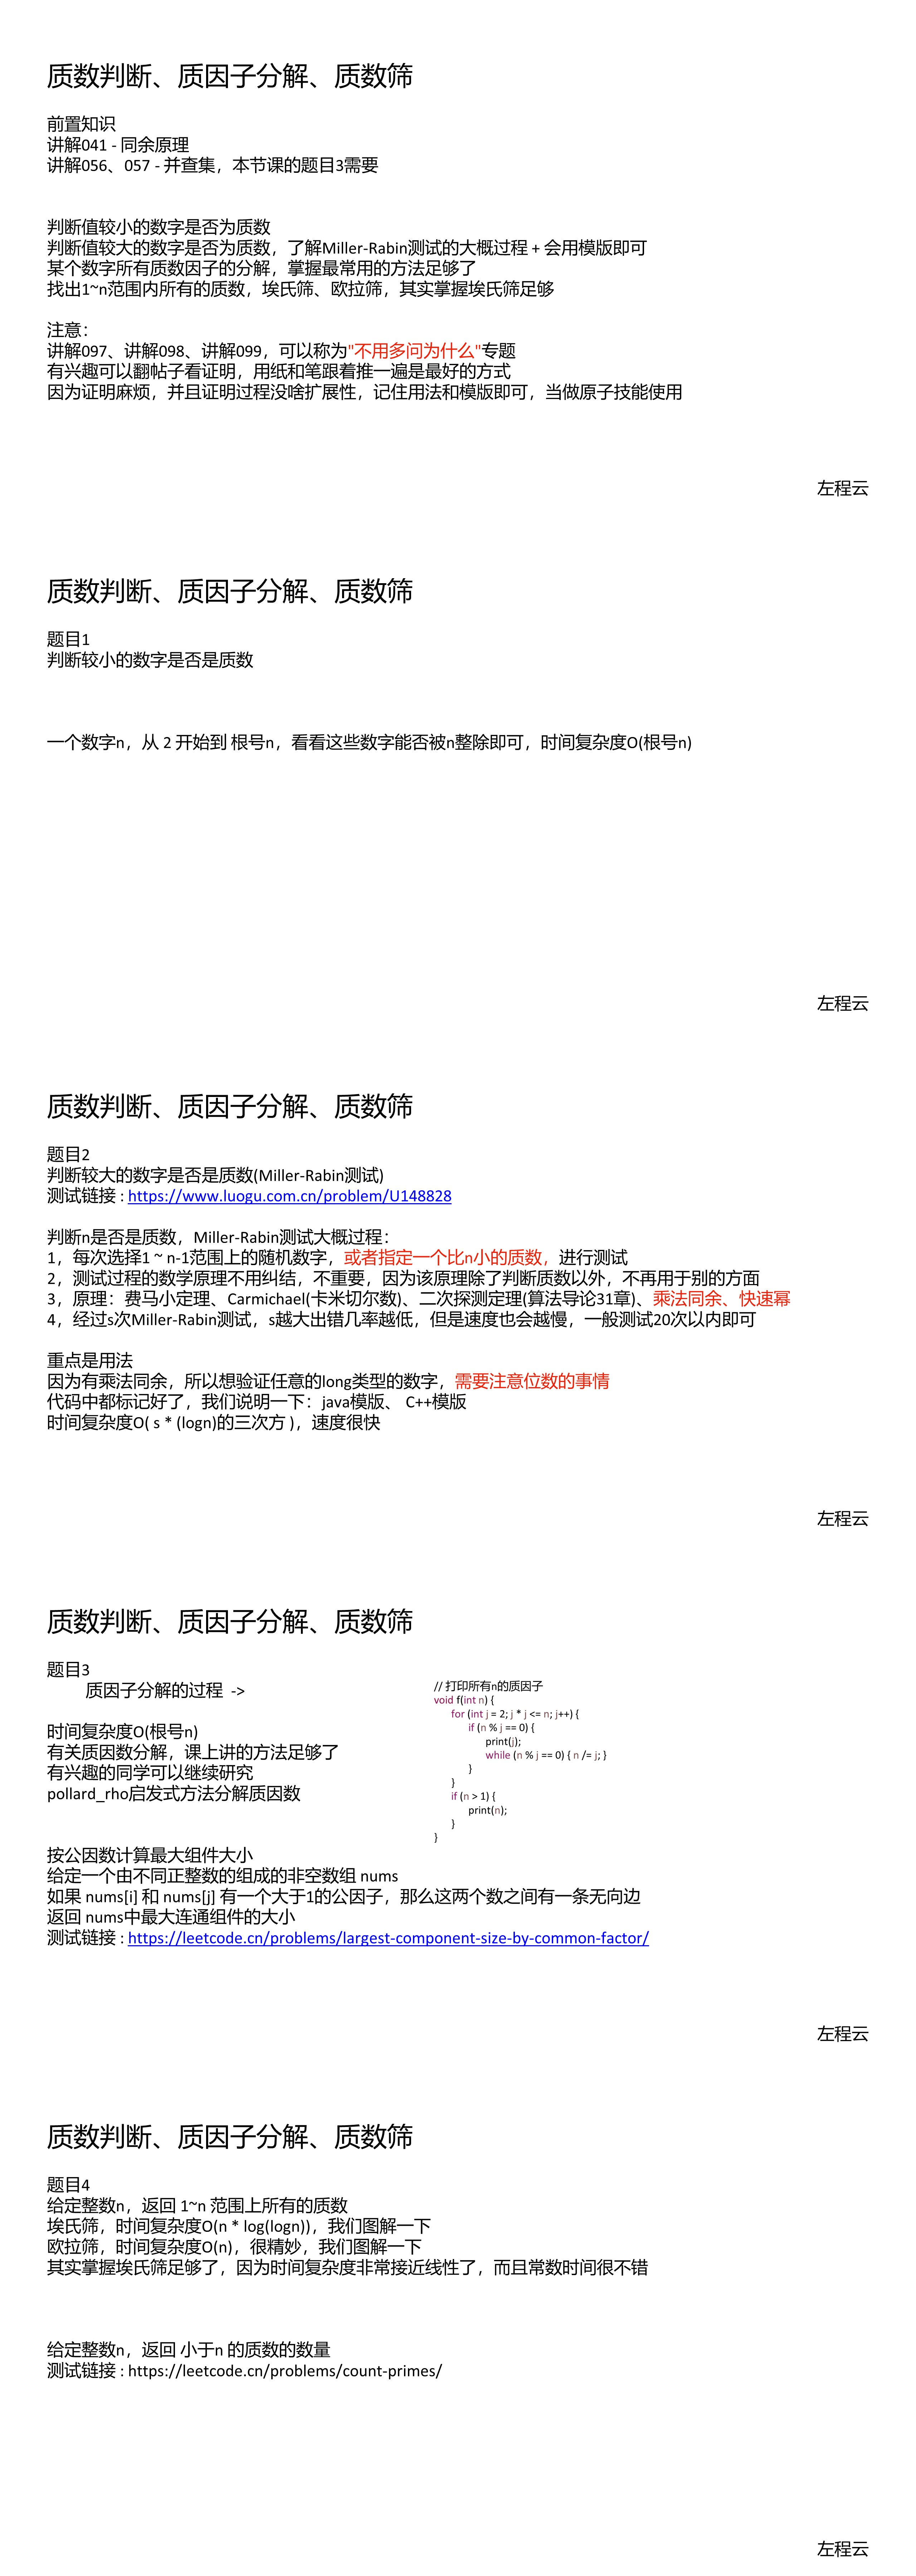 质数判断、质因子分解、质数筛
前置知识
讲解041 - 同余原理
讲解056、057 - 并查集，本节课的题目3需要
判断值较小的数字是否为质数
判断值较大的数字是否为质数，了解Miller-Rabin测试的大概过程 + 会用模版即可
某个数字所有质数因子的分解，掌握最常用的方法足够了
找出1~n范围内所有的质数，埃氏筛、欧拉筛，其实掌握埃氏筛足够
注意：
讲解097、讲解098、讲解099，可以称为"不用多问为什么"专题
有兴趣可以翻帖子看证明，用纸和笔跟着推一遍是最好的方式
因为证明麻烦，并且证明过程没啥扩展性，记住用法和模版即可，当做原子技能使用
左程云
质数判断、质因子分解、质数筛
题目1
判断较小的数字是否是质数
一个数字n，从 2 开始到 根号n，看看这些数字能否被n整除即可，时间复杂度O(根号n)
左程云
质数判断、质因子分解、质数筛
题目2
判断较大的数字是否是质数(Miller-Rabin测试)
测试链接 : https://www.luogu.com.cn/problem/U148828
判断n是否是质数，Miller-Rabin测试大概过程：
1，每次选择1 ~ n-1范围上的随机数字，或者指定一个比n小的质数，进行测试
2，测试过程的数学原理不用纠结，不重要，因为该原理除了判断质数以外，不再用于别的方面
3，原理：费马小定理、Carmichael(卡米切尔数)、二次探测定理(算法导论31章)、乘法同余、快速幂
4，经过s次Miller-Rabin测试，s越大出错几率越低，但是速度也会越慢，一般测试20次以内即可
重点是用法
因为有乘法同余，所以想验证任意的long类型的数字，需要注意位数的事情
代码中都标记好了，我们说明一下：java模版、 C++模版
时间复杂度O( s * (logn)的三次方 )，速度很快
左程云
质数判断、质因子分解、质数筛
题目3
质因子分解的过程 ->
时间复杂度O(根号n)
有关质因数分解，课上讲的方法足够了
有兴趣的同学可以继续研究
pollard_rho启发式方法分解质因数
// 打印所有n的质因子
void f(int n) {
for (int j = 2; j * j <= n; j++) {
if (n % j == 0) {
print(j);
while (n % j == 0) { n /= j; }
}
}
if (n > 1) {
print(n);
}
}
按公因数计算最大组件大小
给定一个由不同正整数的组成的非空数组 nums
如果 nums[i] 和 nums[j] 有一个大于1的公因子，那么这两个数之间有一条无向边
返回 nums中最大连通组件的大小
测试链接 : https://leetcode.cn/problems/largest-component-size-by-common-factor/
左程云
质数判断、质因子分解、质数筛
题目4
给定整数n，返回 1~n 范围上所有的质数
埃氏筛，时间复杂度O(n * log(logn))，我们图解一下
欧拉筛，时间复杂度O(n)，很精妙，我们图解一下
其实掌握埃氏筛足够了，因为时间复杂度非常接近线性了，而且常数时间很不错
给定整数n，返回 小于n 的质数的数量
测试链接 : https://leetcode.cn/problems/count-primes/
左程云